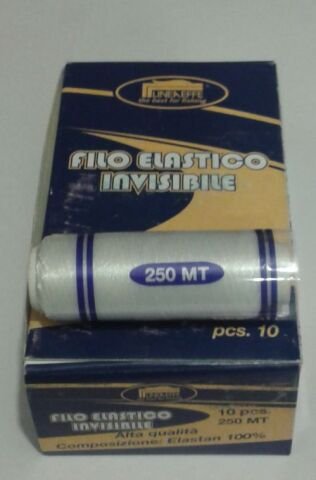 LINEAEFFE
the best for fishing
FILO ELASTICO
INVISIBILE
250 MT
pcs. 10
LINEAEFFE
FILO ELASTICO
INVISIBILE
10 pcs.
250 MT
Alta qualità
Composizione: Elastan 100%